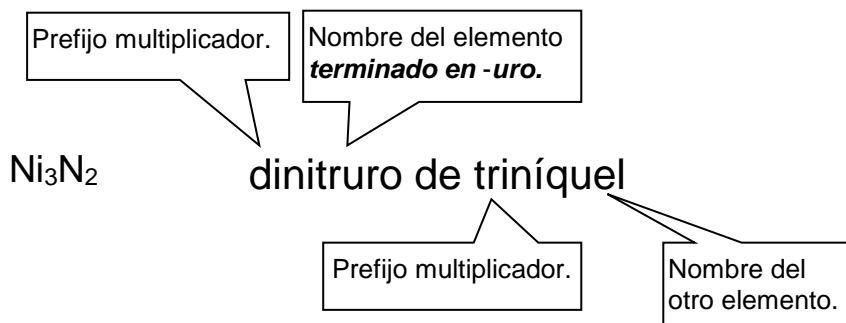 Prefijo multiplicador.
Nombre del elemento
terminado en -uro.
Ni₃N₂
dinitruro de triníquel
Prefijo multiplicador.
Nombre del
otro elemento.